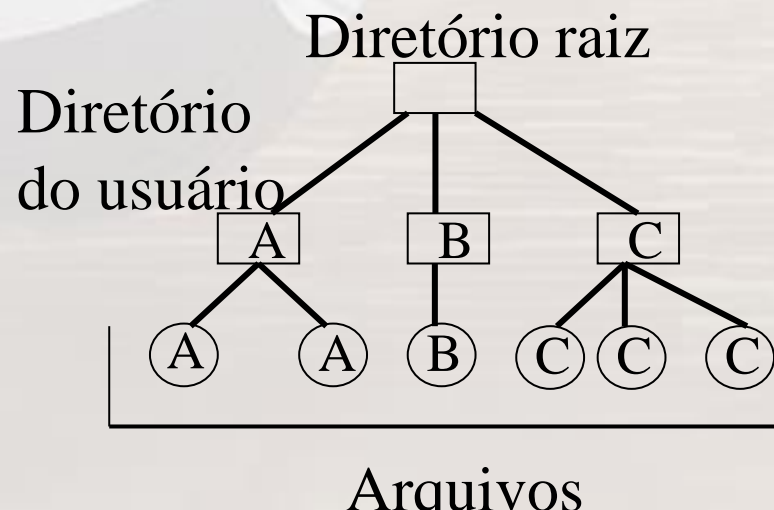 Diretório raiz
Diretório
do usuário
A B C
A A B C C C
Arquivos